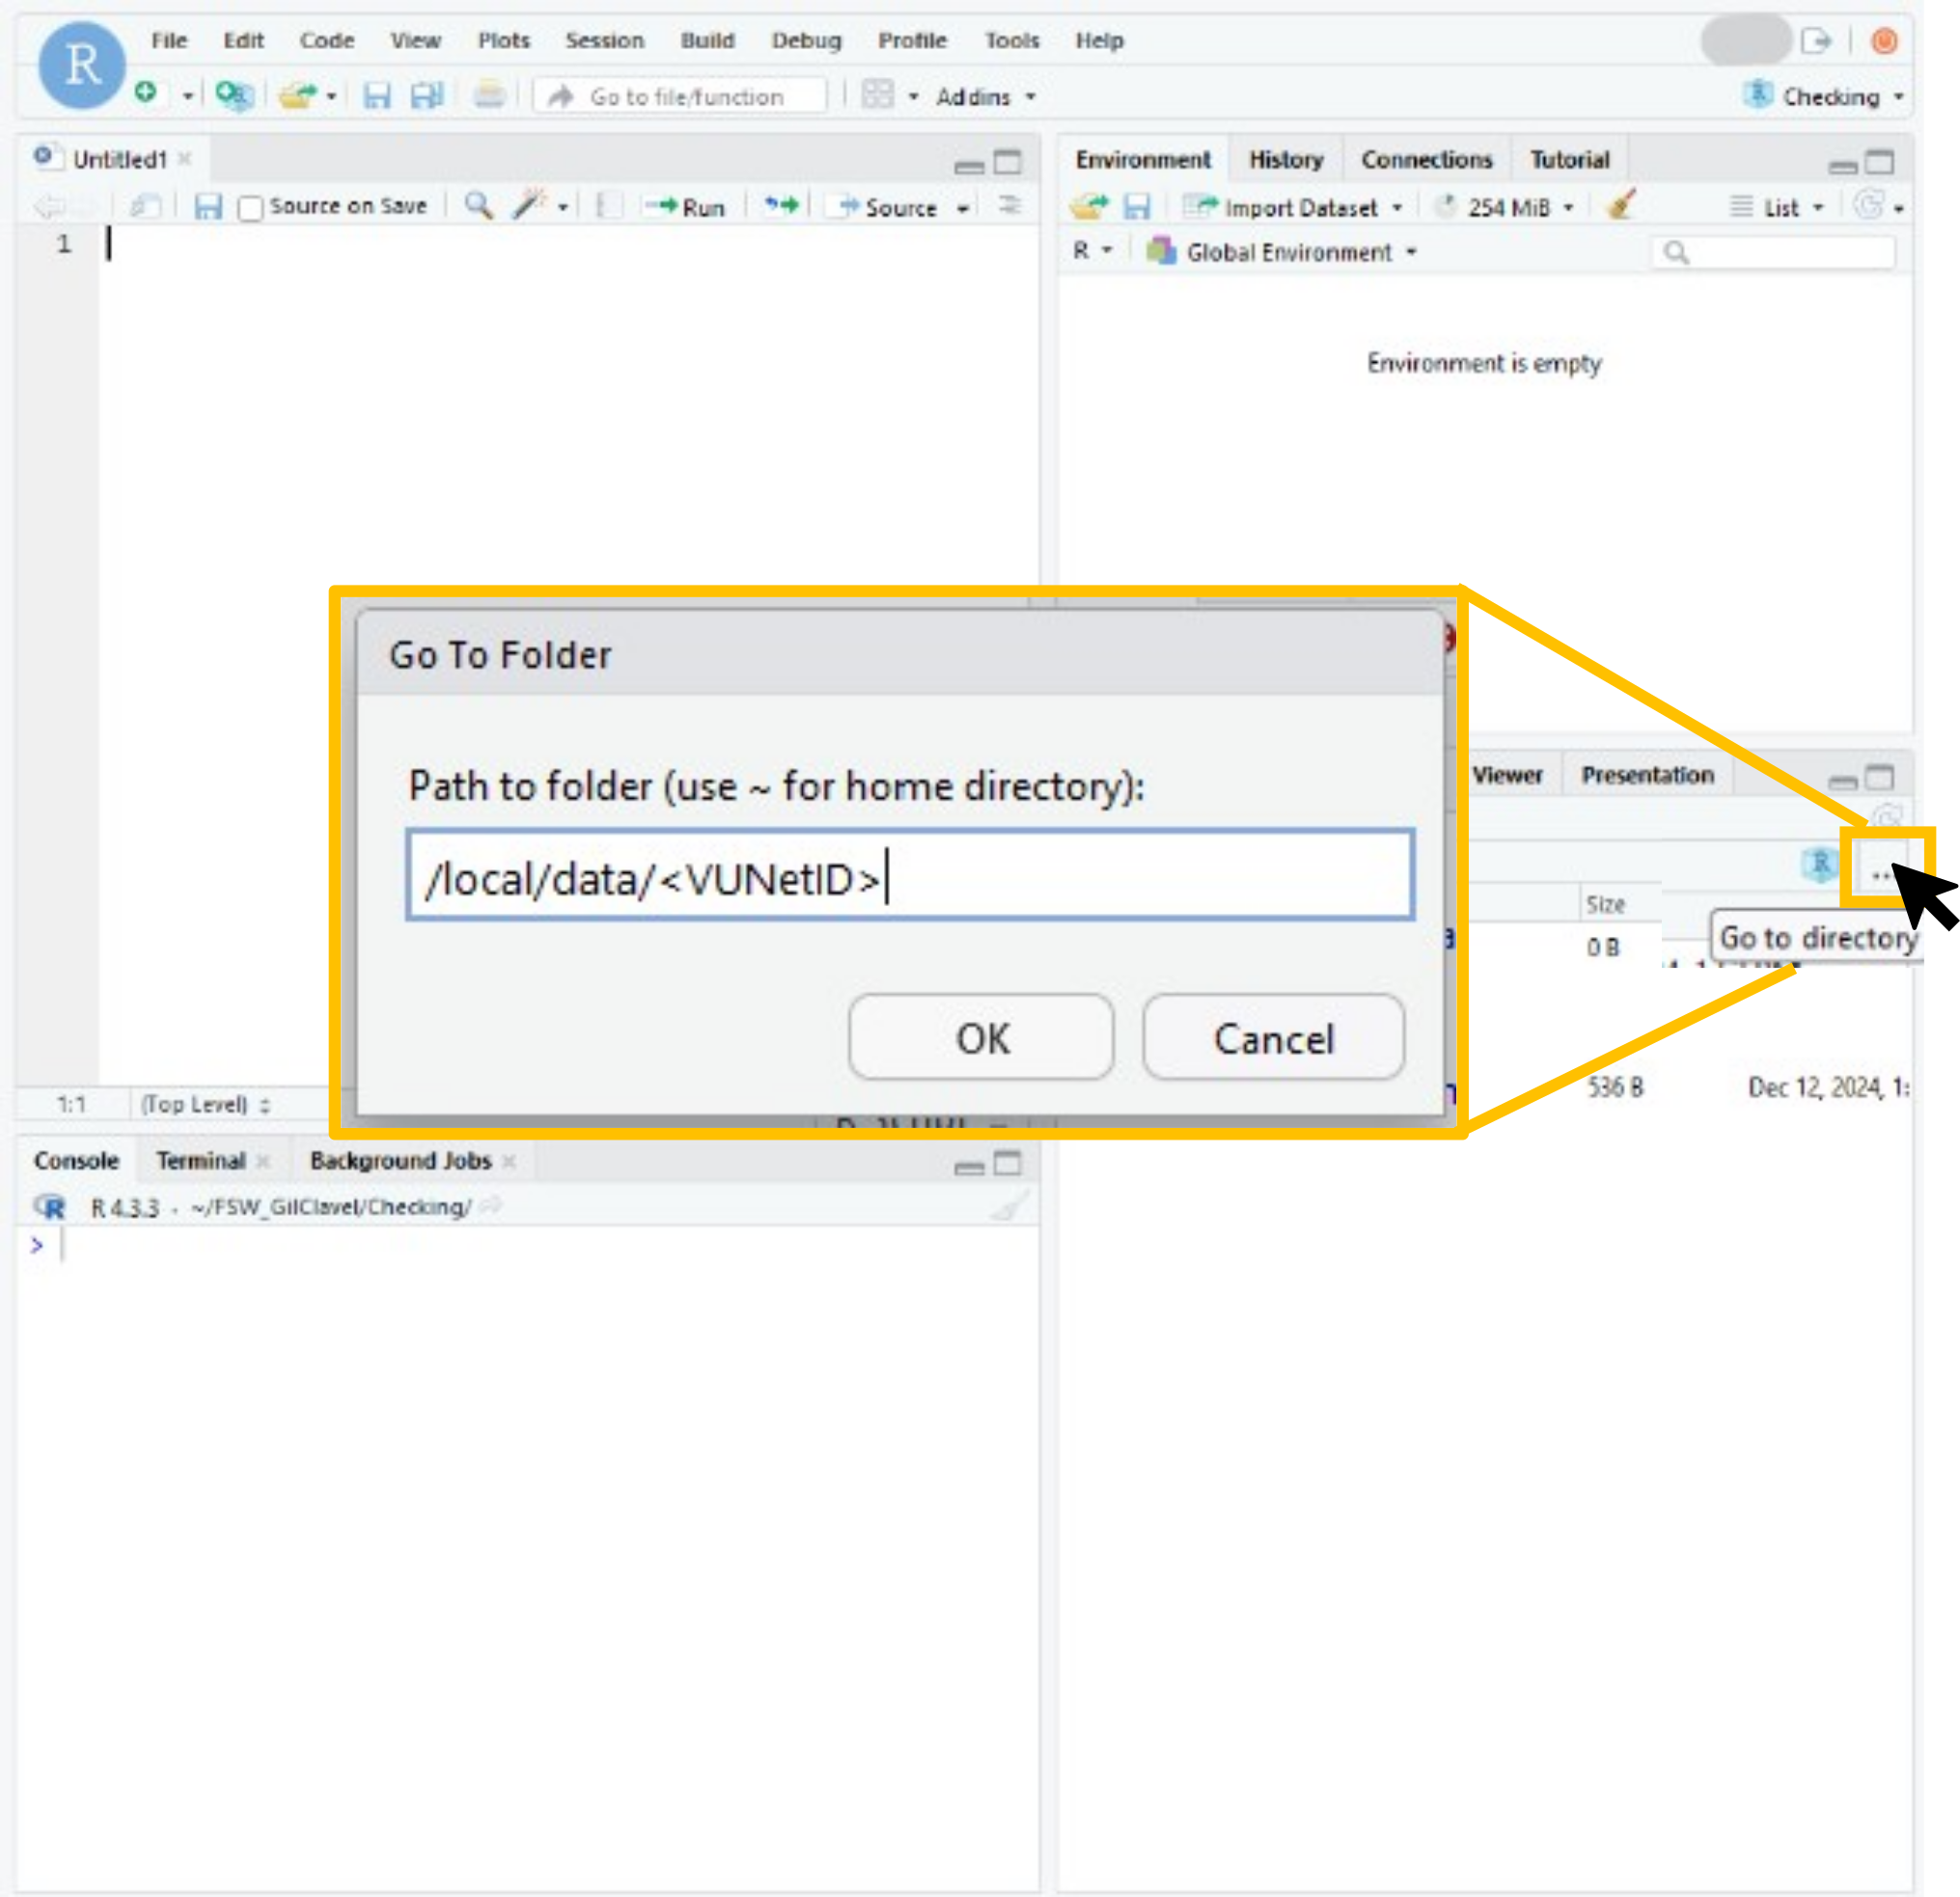 R
File Edit Code View Plots Session Build Debug Profile Tools Help
Go to file/function Addins
Checking
Untitled1
Source on Save Run Source
1
1:1 (Top Level)
Environment History Connections Tutorial
Import Dataset 254 MiB List
R Global Environment
Environment is empty
Go To Folder
Path to folder (use ~ for home directory):
/local/data/<VUNetID>
OK Cancel
Viewer Presentation
R ...
Size
Go to directory
0 B
536 B Dec 12, 2024, 1:
Console Terminal Background Jobs
R R 4.3.3 · ~/FSW_GilClavel/Checking/
>